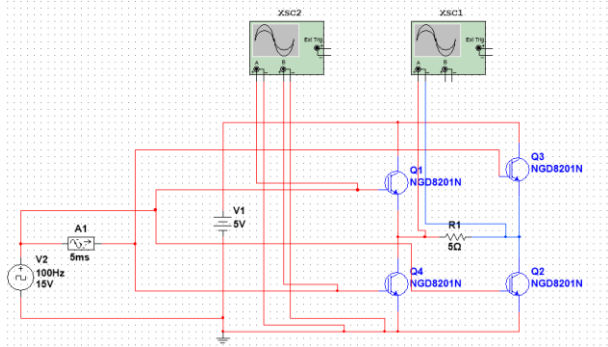 XSC2
XSC1
Ext Trig
Ext Trig
A
B
A
B
Q3
NGD8201N
Q1
NGD8201N
A1
5ms
V1
5V
R1
5Ω
V2
100Hz
15V
Q4
NGD8201N
Q2
NGD8201N